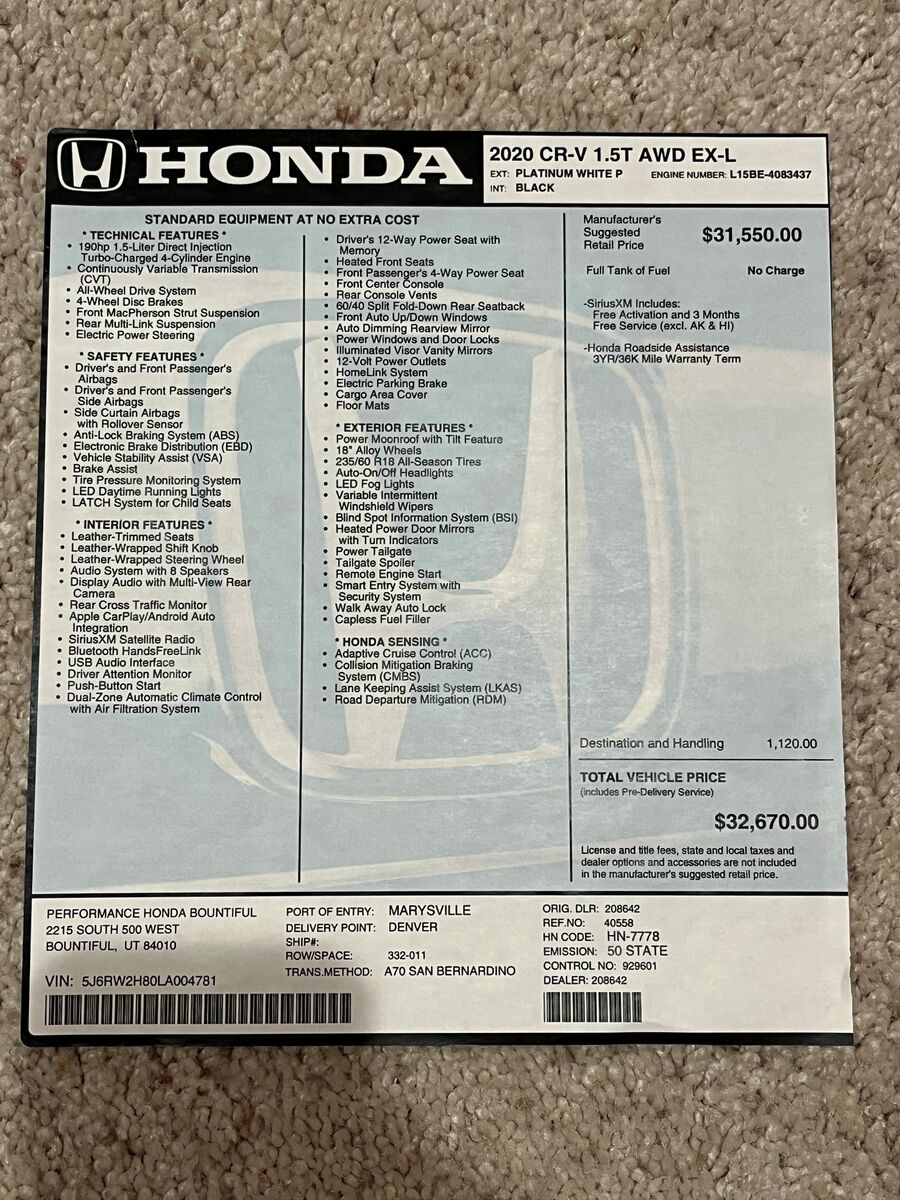 HONDA
2020 CR-V 1.5T AWD EX-L
EXT: PLATINUM WHITE P ENGINE NUMBER: L15BE-4083437
INT: BLACK
STANDARD EQUIPMENT AT NO EXTRA COST
* TECHNICAL FEATURES *
• 190hp 1.5-Liter Direct Injection
Turbo-Charged 4-Cylinder Engine
• Continuously Variable Transmission
(CVT)
• All-Wheel Drive System
• 4-Wheel Disc Brakes
• Front MacPherson Strut Suspension
• Rear Multi-Link Suspension
• Electric Power Steering
* SAFETY FEATURES *
• Driver's and Front Passenger's
Airbags
• Driver's and Front Passenger's
Side Airbags
• Side Curtain Airbags
with Rollover Sensor
• Anti-Lock Braking System (ABS)
• Electronic Brake Distribution (EBD)
• Vehicle Stability Assist (VSA)
• Brake Assist
• Tire Pressure Monitoring System
• LED Daytime Running Lights
• LATCH System for Child Seats
* INTERIOR FEATURES *
• Leather-Trimmed Seats
• Leather-Wrapped Shift Knob
• Leather-Wrapped Steering Wheel
• Audio System with 8 Speakers
• Display Audio with Multi-View Rear
Camera
• Rear Cross Traffic Monitor
• Apple CarPlay/Android Auto
Integration
• SiriusXM Satellite Radio
• Bluetooth HandsFreeLink
• USB Audio Interface
• Driver Attention Monitor
• Push-Button Start
• Dual-Zone Automatic Climate Control
with Air Filtration System
• Driver's 12-Way Power Seat with
Memory
• Heated Front Seats
• Front Passenger's 4-Way Power Seat
• Front Center Console
• Rear Console Vents
• 60/40 Split Fold-Down Rear Seatback
• Front Auto Up/Down Windows
• Auto Dimming Rearview Mirror
• Power Windows and Door Locks
• Illuminated Visor Vanity Mirrors
• 12-Volt Power Outlets
• HomeLink System
• Electric Parking Brake
• Cargo Area Cover
• Floor Mats
* EXTERIOR FEATURES *
• Power Moonroof with Tilt Feature
• 18" Alloy Wheels
• 235/60 R18 All-Season Tires
• Auto-On/Off Headlights
• LED Fog Lights
• Variable Intermittent
Windshield Wipers
• Blind Spot Information System (BSI)
• Heated Power Door Mirrors
with Turn Indicators
• Power Tailgate
• Tailgate Spoiler
• Remote Engine Start
• Smart Entry System with
Security System
• Walk Away Auto Lock
• Capless Fuel Filler
* HONDA SENSING *
• Adaptive Cruise Control (ACC)
• Collision Mitigation Braking
System (CMBS)
• Lane Keeping Assist System (LKAS)
• Road Departure Mitigation (RDM)
Manufacturer's
Suggested
Retail Price $31,550.00
Full Tank of Fuel No Charge
-SiriusXM Includes:
Free Activation and 3 Months
Free Service (excl. AK & HI)
-Honda Roadside Assistance
3YR/36K Mile Warranty Term
Destination and Handling 1,120.00
TOTAL VEHICLE PRICE
(includes Pre-Delivery Service)
$32,670.00
License and title fees, state and local taxes and
dealer options and accessories are not included
in the manufacturer's suggested retail price.
PERFORMANCE HONDA BOUNTIFUL
2215 SOUTH 500 WEST
BOUNTIFUL, UT 84010
VIN: 5J6RW2H80LA004781
PORT OF ENTRY: MARYSVILLE
DELIVERY POINT: DENVER
SHIP#:
ROW/SPACE: 332-011
TRANS.METHOD: A70 SAN BERNARDINO
ORIG. DLR: 208642
REF.NO: 40558
HN CODE: HN-7778
EMISSION: 50 STATE
CONTROL NO: 929601
DEALER: 208642